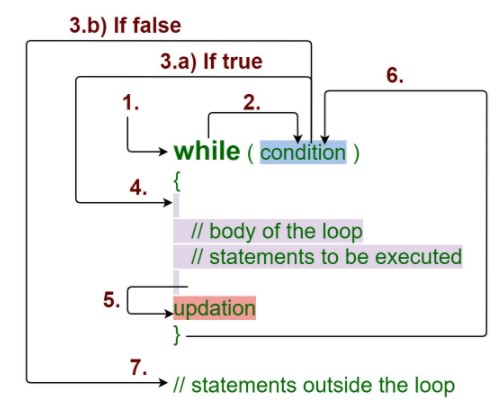 3.b) If false
3.a) If true
6.
1.
2.
while ( condition )
{
4.
// body of the loop
// statements to be executed
5.
updation
}
7.
// statements outside the loop